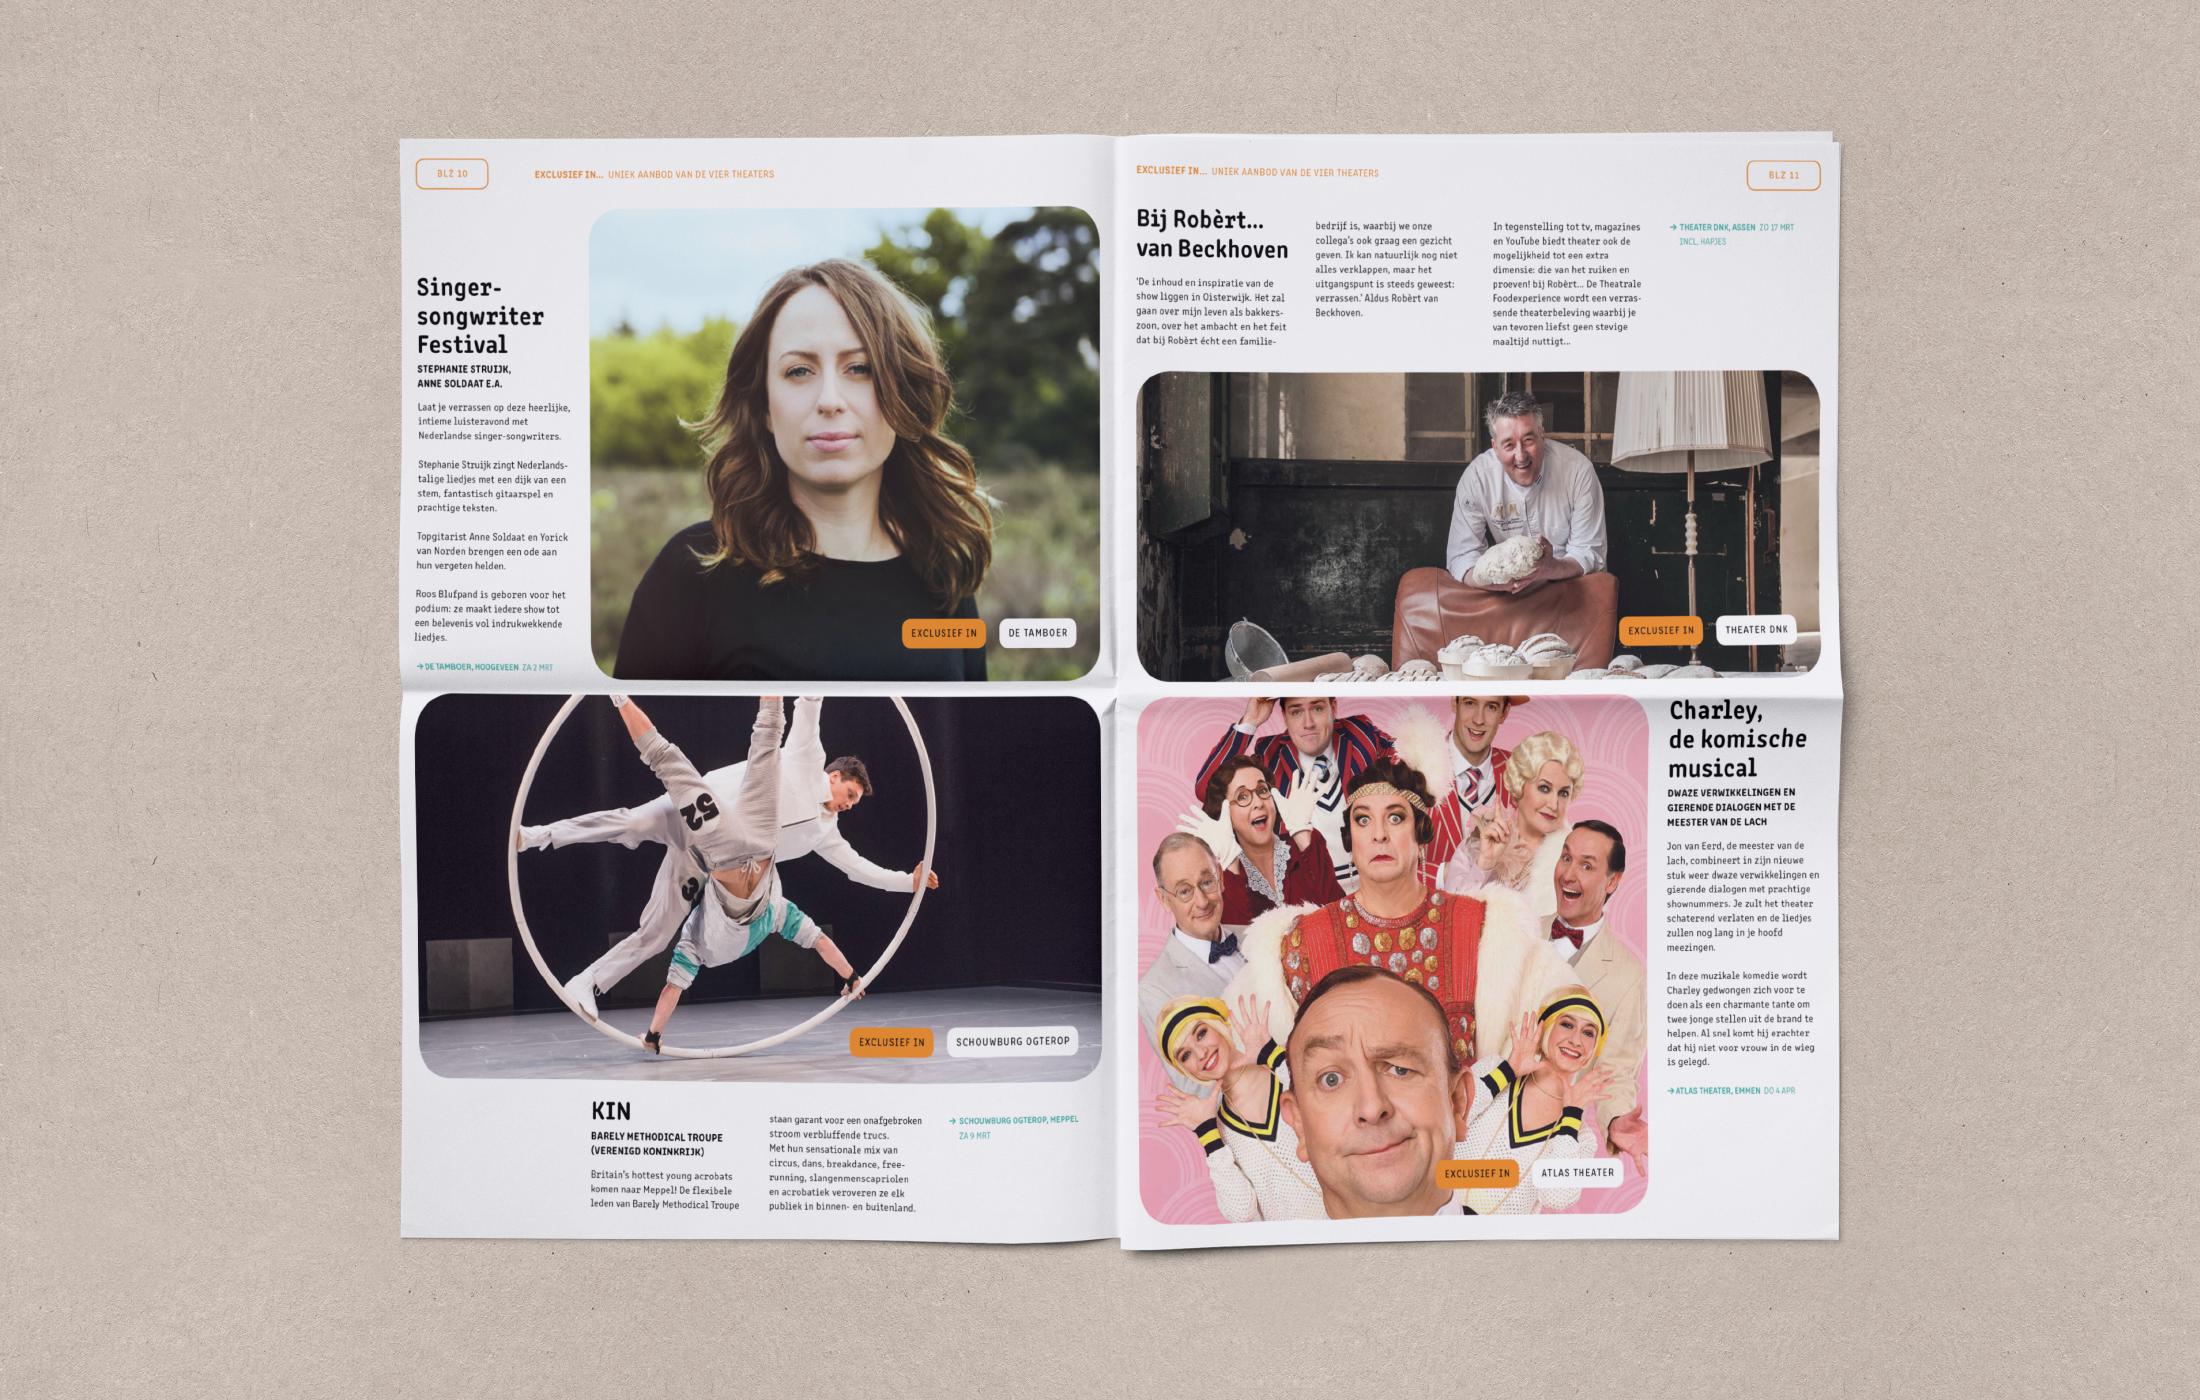 BLZ 10
EXCLUSIEF IN... UNIEK AANBOD VAN DE VIER THEATERS
Singer-
songwriter
Festival
STEPHANIE STRUIJK,
ANNE SOLDAAT E.A.
Laat je verrassen op deze heerlijke,
intieme luisteravond met
Nederlandse singer-songwriters.
Stephanie Struijk zingt Nederlands-
talige liedjes met een dijk van een
stem, fantastisch gitaarspel en
prachtige teksten.
Topgitarist Anne Soldaat en Yorick
van Norden brengen een ode aan
hun vergeten helden.
Roos Blufpand is geboren voor het
podium: ze maakt iedere show tot
een belevenis vol indrukwekkende
liedjes.
→ DE TAMBOER, HOOGEVEEN ZA 2 MRT
EXCLUSIEF IN DE TAMBOER
52
3
EXCLUSIEF IN SCHOUWBURG OGTEROP
KIN
BARELY METHODICAL TROUPE
(VERENIGD KONINKRIJK)
Britain's hottest young acrobats
komen naar Meppel! De flexibele
leden van Barely Methodical Troupe
staan garant voor een onafgebroken
stroom verbluffende trucs.
Met hun sensationale mix van
circus, dans, breakdance, free-
running, slangenmenscapriolen
en acrobatiek veroveren ze elk
publiek in binnen- en buitenland.
→ SCHOUWBURG OGTEROP, MEPPEL
ZA 9 MRT
EXCLUSIEF IN... UNIEK AANBOD VAN DE VIER THEATERS
BLZ 11
Bij Robèrt...
van Beckhoven
'De inhoud en inspiratie van de
show liggen in Oisterwijk. Het zal
gaan over mijn leven als bakkers-
zoon, over het ambacht en het feit
dat bij Robèrt écht een familie-
bedrijf is, waarbij we onze
collega's ook graag een gezicht
geven. Ik kan natuurlijk nog niet
alles verklappen, maar het
uitgangspunt is steeds geweest:
verrassen.' Aldus Robèrt van
Beckhoven.
In tegenstelling tot tv, magazines
en YouTube biedt theater ook de
mogelijkheid tot een extra
dimensie: die van het ruiken en
proeven! bij Robèrt... De Theatrale
Foodexperience wordt een verras-
sende theaterbeleving waarbij je
van tevoren liefst geen stevige
maaltijd nuttigt...
→ THEATER DNK, ASSEN ZO 17 MRT
INCL. HAPJES
EXCLUSIEF IN THEATER DNK
EXCLUSIEF IN ATLAS THEATER
Charley,
de komische
musical
DWAZE VERWIKKELINGEN EN
GIERENDE DIALOGEN MET DE
MEESTER VAN DE LACH
Jon van Eerd, de meester van de
lach, combineert in zijn nieuwe
stuk weer dwaze verwikkelingen en
gierende dialogen met prachtige
shownummers. Je zult het theater
schaterend verlaten en de liedjes
zullen nog lang in je hoofd
meezingen.
In deze muzikale komedie wordt
Charley gedwongen zich voor te
doen als een charmante tante om
twee jonge stellen uit de brand te
helpen. Al snel komt hij erachter
dat hij niet voor vrouw in de wieg
is gelegd.
→ ATLAS THEATER, EMMEN DO 4 APR